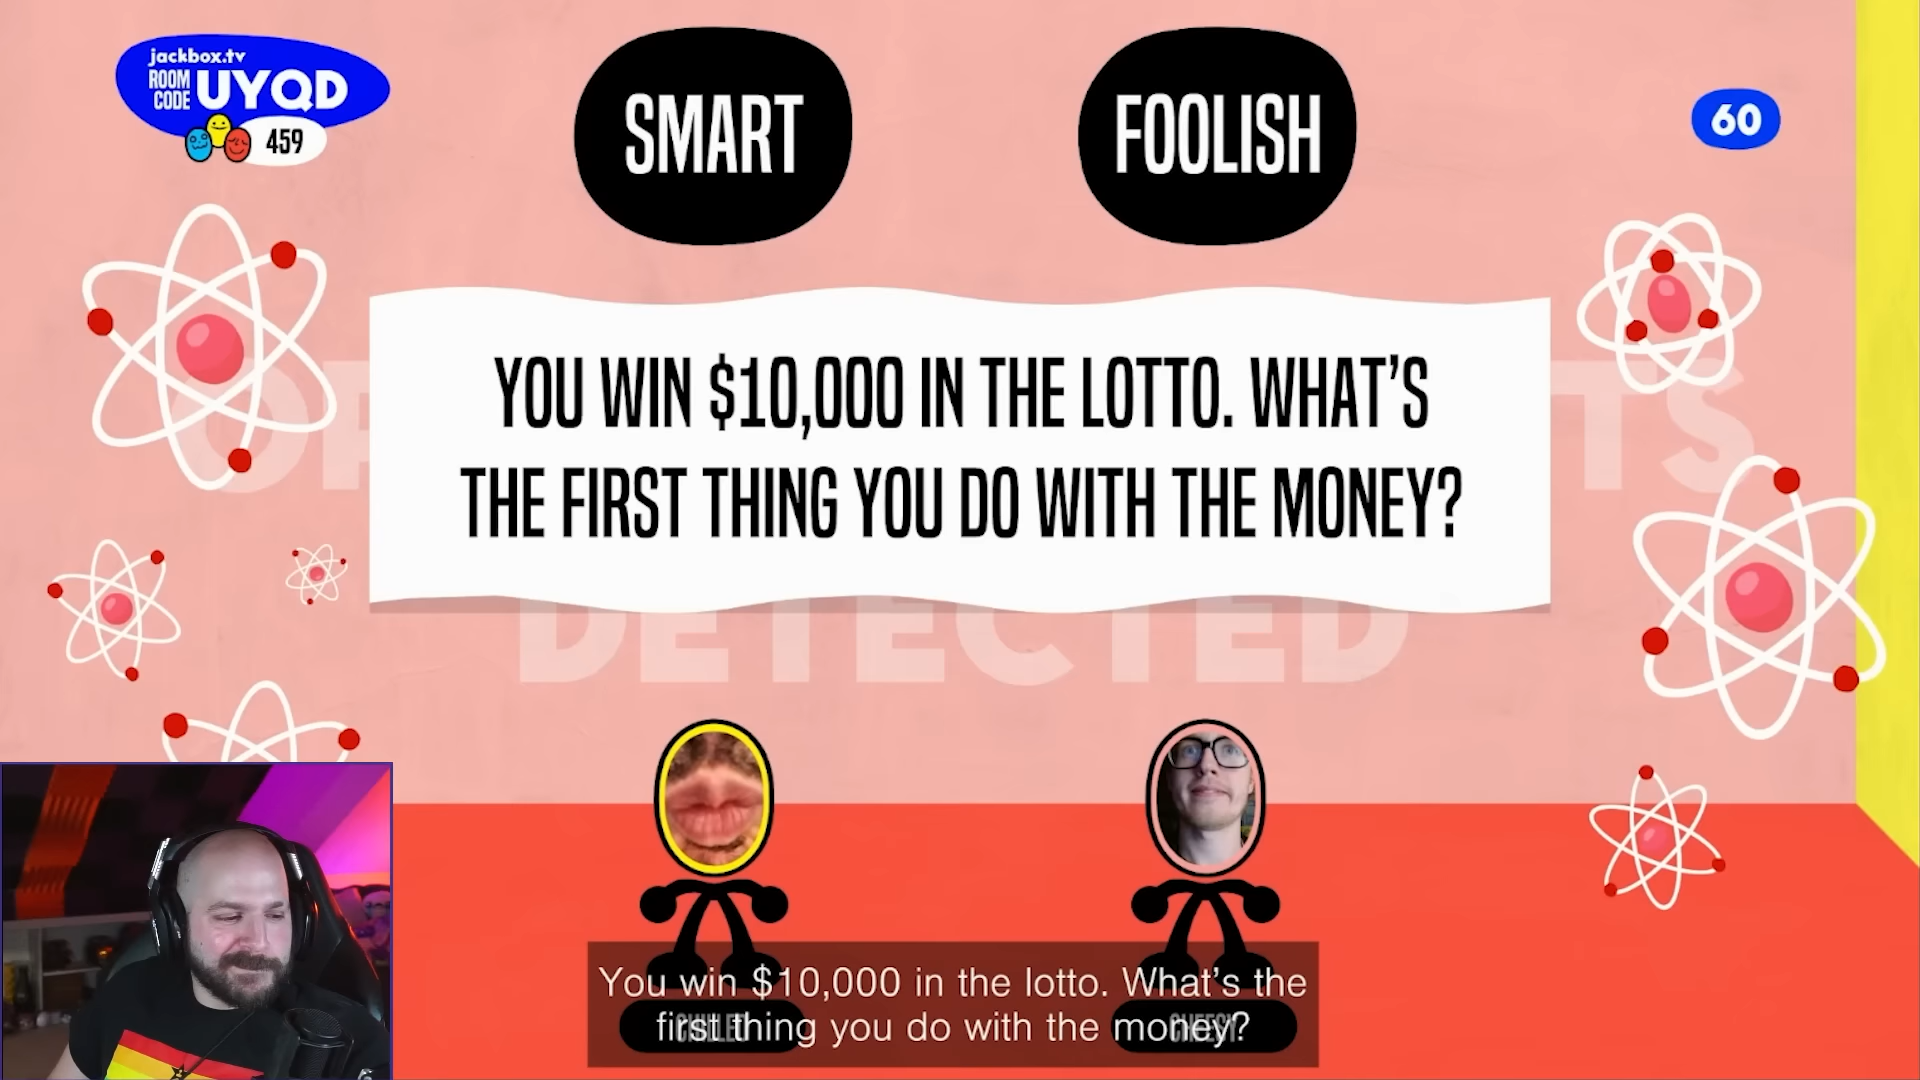 jackbox.tv
ROOM
CODE
UYQD
459
SMART
FOOLISH
60
YOU WIN $10,000 IN THE LOTTO. WHAT'S
THE FIRST THING YOU DO WITH THE MONEY?
DETECTED
You win $10,000 in the lotto. What's the
first thing you do with the money?